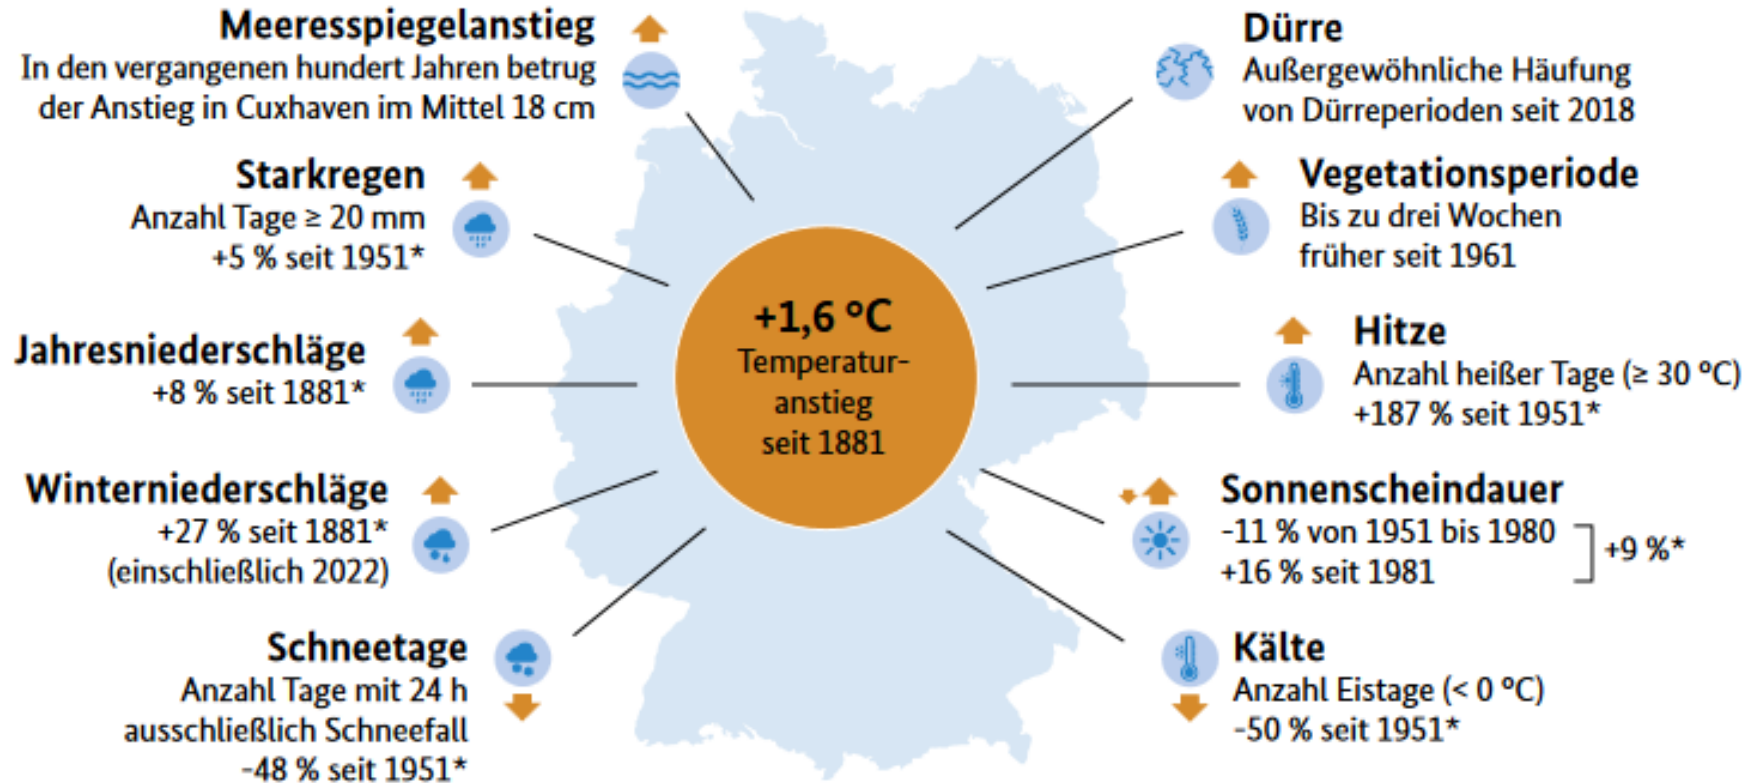 Meeresspiegelanstieg
In den vergangenen hundert Jahren betrug
der Anstieg in Cuxhaven im Mittel 18 cm
Starkregen
Anzahl Tage ≥ 20 mm
+5 % seit 1951*
Jahresniederschläge
+8 % seit 1881*
Winterniederschläge
+27 % seit 1881*
(einschließlich 2022)
Schneetage
Anzahl Tage mit 24 h
ausschließlich Schneefall
-48 % seit 1951*
+1,6 °C
Temperatur-
anstieg
seit 1881
Dürre
Außergewöhnliche Häufung
von Dürreperioden seit 2018
Vegetationsperiode
Bis zu drei Wochen
früher seit 1961
Hitze
Anzahl heißer Tage (≥ 30 °C)
+187 % seit 1951*
Sonnenscheindauer
-11 % von 1951 bis 1980
+16 % seit 1981
+9 %*
Kälte
Anzahl Eistage (< 0 °C)
-50 % seit 1951*